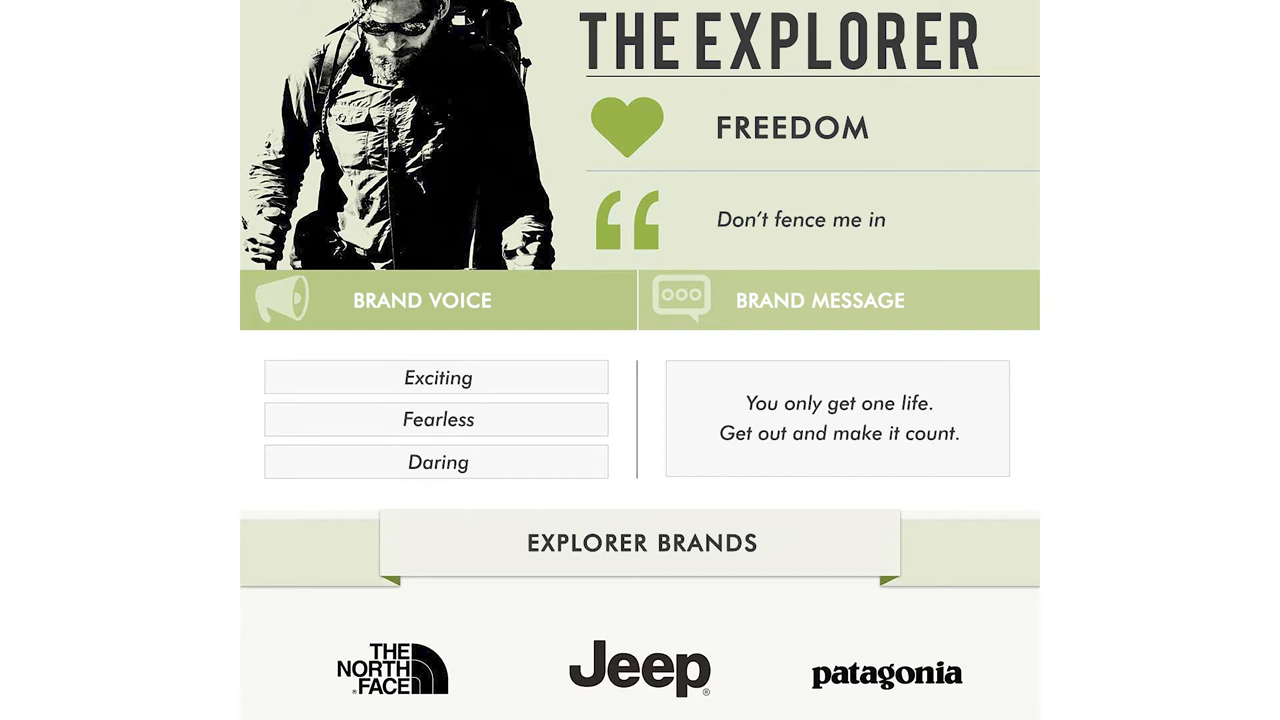 THE EXPLORER
FREEDOM
Don't fence me in
BRAND VOICE
BRAND MESSAGE
Exciting
Fearless
Daring
You only get one life.
Get out and make it count.
EXPLORER BRANDS
THE
NORTH
FACE®
Jeep®
patagonia